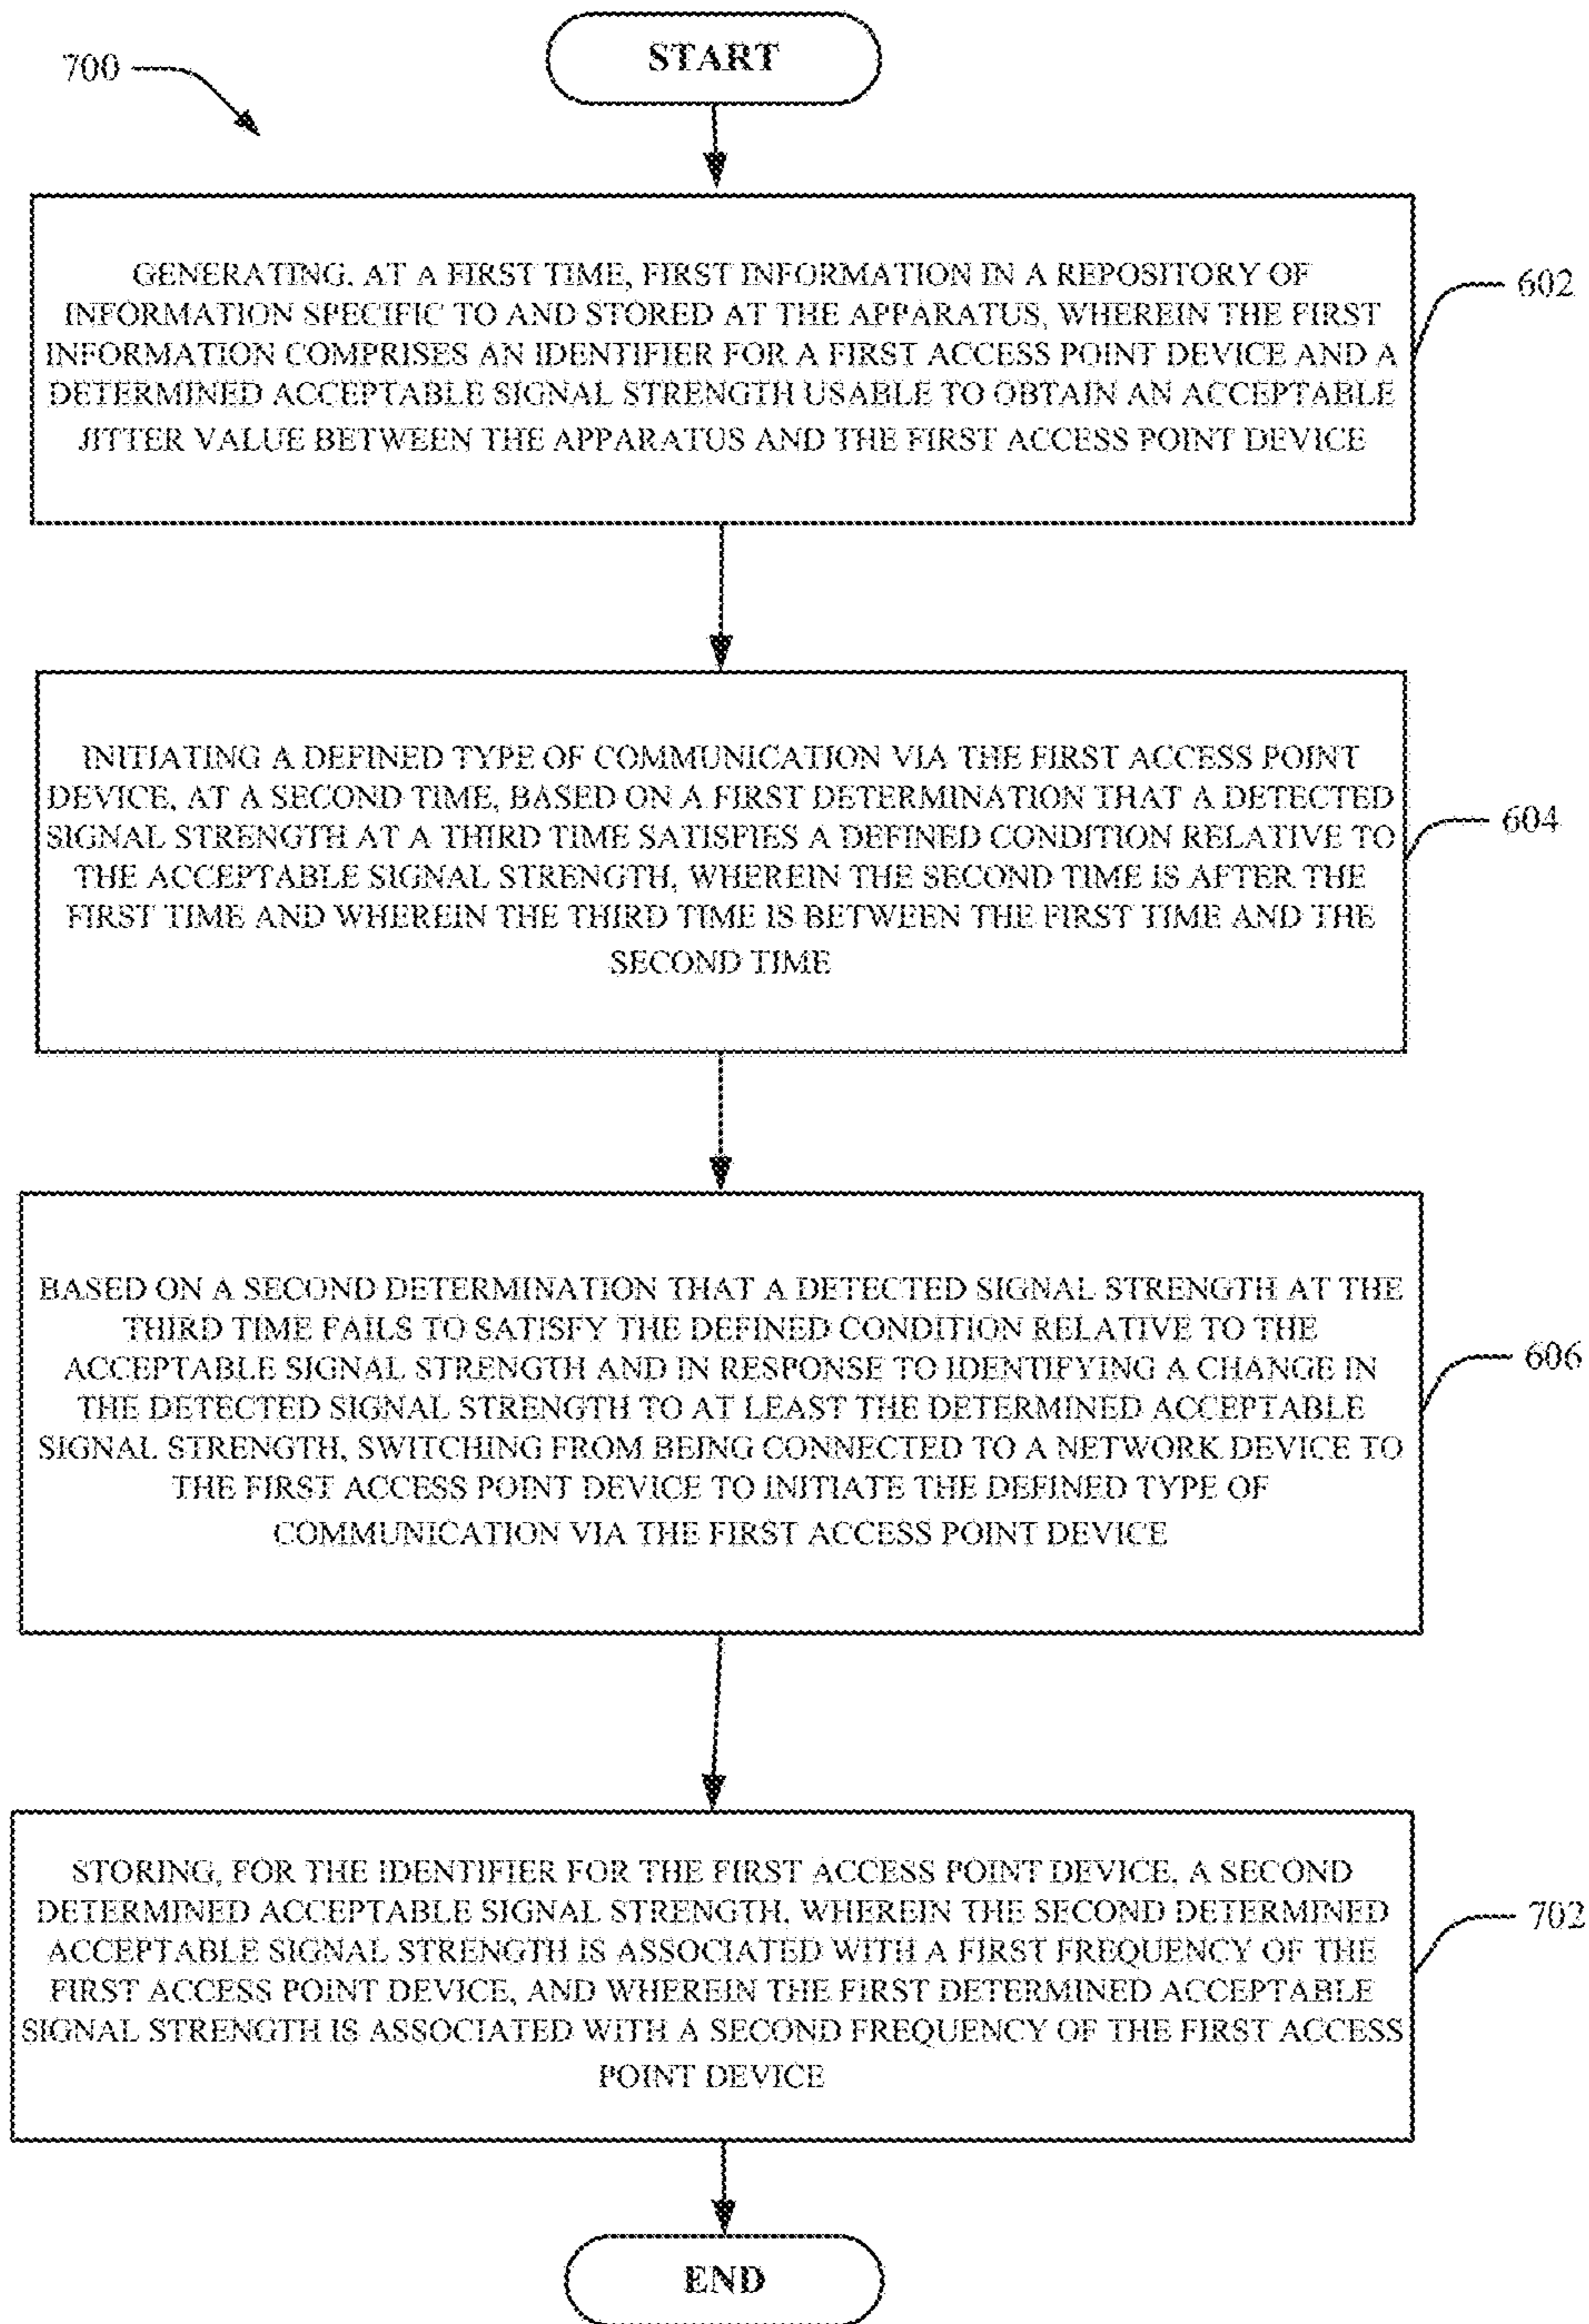 START
700
GENERATING, AT A FIRST TIME, FIRST INFORMATION IN A REPOSITORY OF
INFORMATION SPECIFIC TO AND STORED AT THE APPARATUS, WHEREIN THE FIRST
INFORMATION COMPRISES AN IDENTIFIER FOR A FIRST ACCESS POINT DEVICE AND A
DETERMINED ACCEPTABLE SIGNAL STRENGTH USABLE TO OBTAIN AN ACCEPTABLE
JITTER VALUE BETWEEN THE APPARATUS AND THE FIRST ACCESS POINT DEVICE
602
INITIATING A DEFINED TYPE OF COMMUNICATION VIA THE FIRST ACCESS POINT
DEVICE, AT A SECOND TIME, BASED ON A FIRST DETERMINATION THAT A DETECTED
SIGNAL STRENGTH AT A THIRD TIME SATISFIES A DEFINED CONDITION RELATIVE TO
THE ACCEPTABLE SIGNAL STRENGTH, WHEREIN THE SECOND TIME IS AFTER THE
FIRST TIME AND WHEREIN THE THIRD TIME IS BETWEEN THE FIRST TIME AND THE
SECOND TIME
604
BASED ON A SECOND DETERMINATION THAT A DETECTED SIGNAL STRENGTH AT THE
THIRD TIME FAILS TO SATISFY THE DEFINED CONDITION RELATIVE TO THE
ACCEPTABLE SIGNAL STRENGTH AND IN RESPONSE TO IDENTIFYING A CHANGE IN
THE DETECTED SIGNAL STRENGTH TO AT LEAST THE DETERMINED ACCEPTABLE
SIGNAL STRENGTH, SWITCHING FROM BEING CONNECTED TO A NETWORK DEVICE TO
THE FIRST ACCESS POINT DEVICE TO INITIATE THE DEFINED TYPE OF
COMMUNICATION VIA THE FIRST ACCESS POINT DEVICE
606
STORING, FOR THE IDENTIFIER FOR THE FIRST ACCESS POINT DEVICE, A SECOND
DETERMINED ACCEPTABLE SIGNAL STRENGTH, WHEREIN THE SECOND DETERMINED
ACCEPTABLE SIGNAL STRENGTH IS ASSOCIATED WITH A FIRST FREQUENCY OF THE
FIRST ACCESS POINT DEVICE, AND WHEREIN THE FIRST DETERMINED ACCEPTABLE
SIGNAL STRENGTH IS ASSOCIATED WITH A SECOND FREQUENCY OF THE FIRST ACCESS
POINT DEVICE
702
END